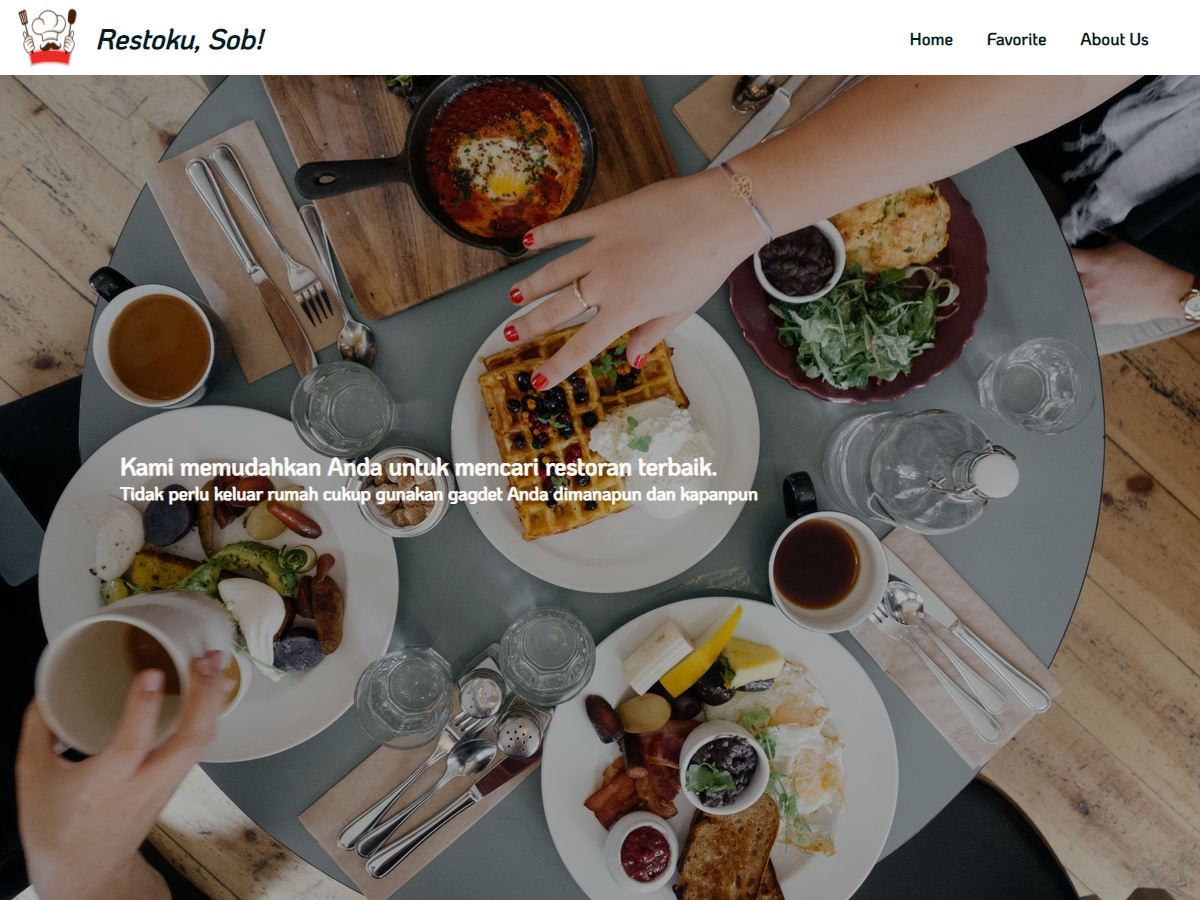 Restoku, Sob!
Home
Favorite
About Us
Kami memudahkan Anda untuk mencari restoran terbaik.
Tidak perlu keluar rumah cukup gunakan gagdet Anda dimanapun dan kapanpun